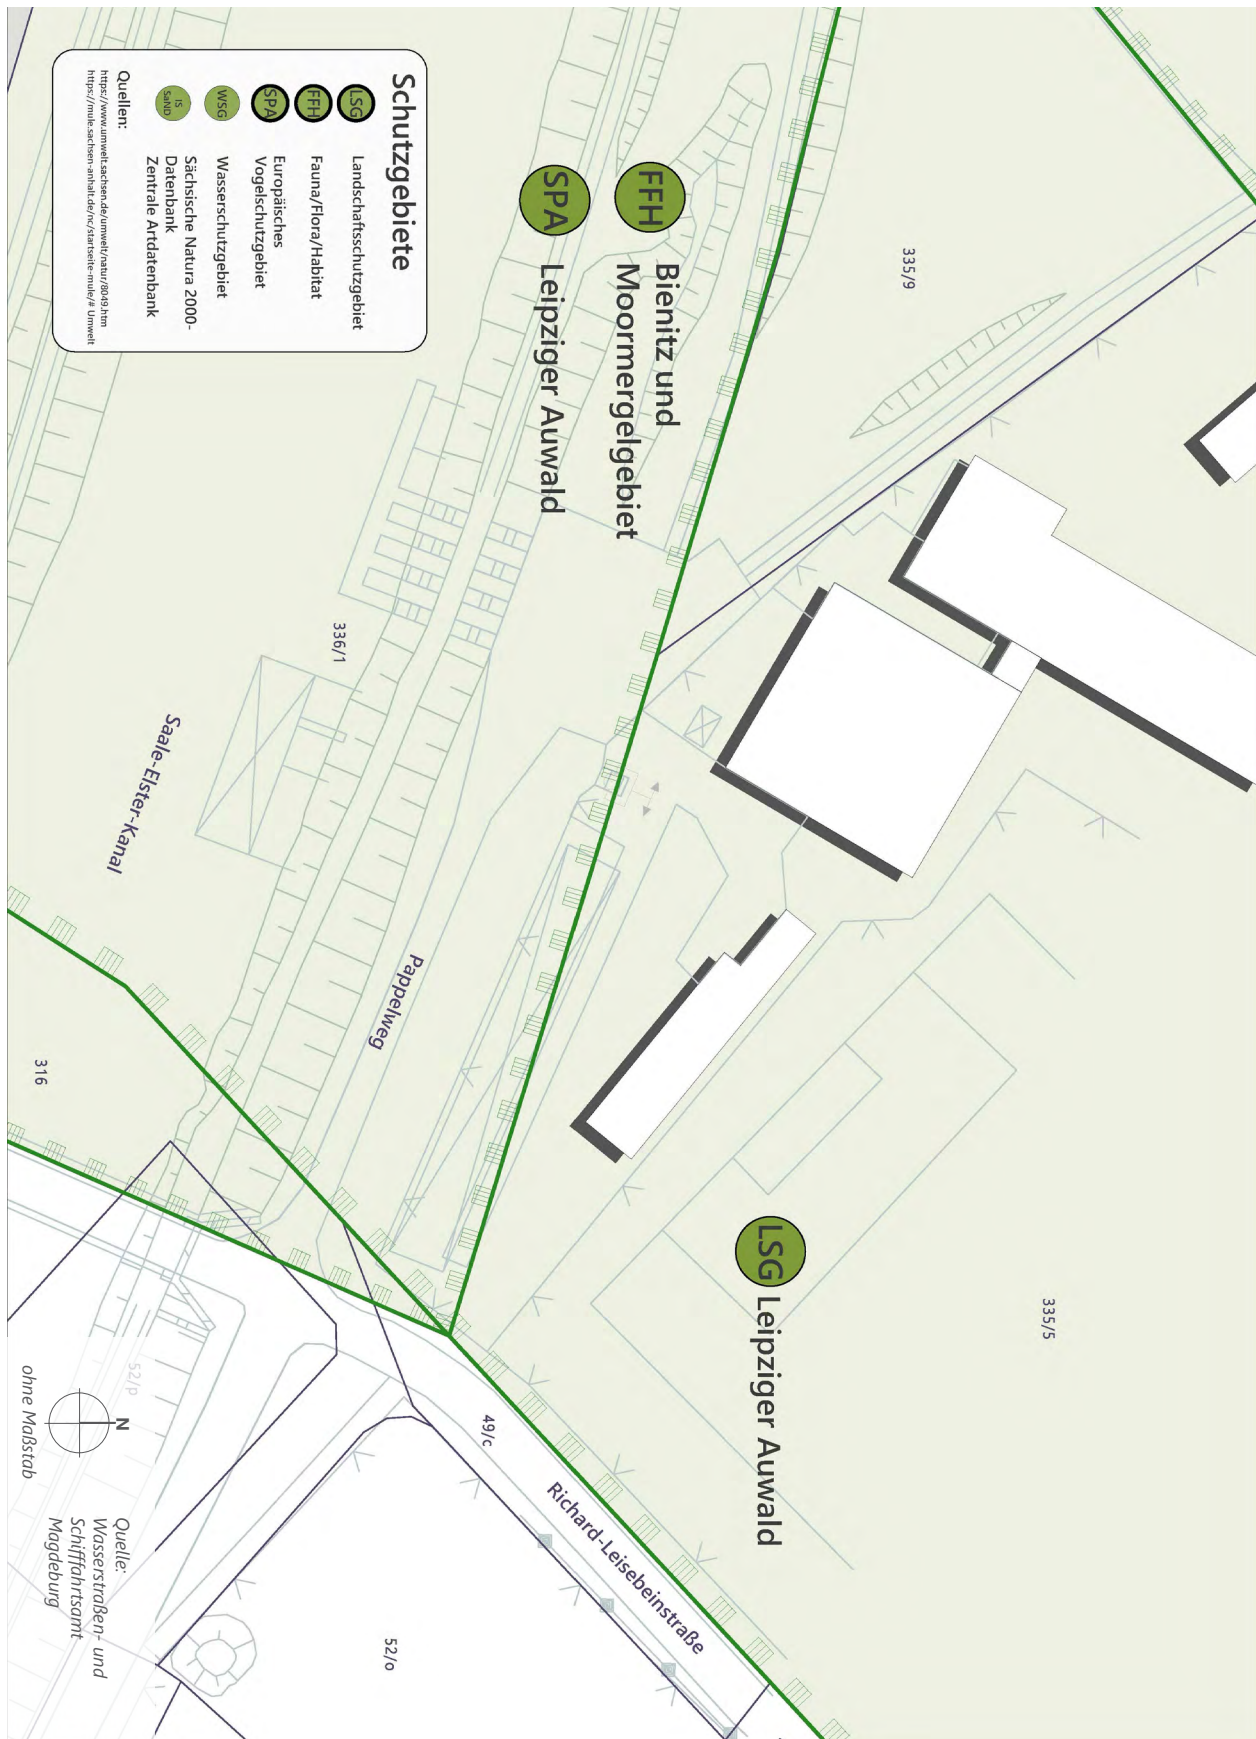 Schutzgebiete
LSG Landschaftsschutzgebiet
FFH Fauna/Flora/Habitat
SPA Europäisches
Vogelschutzgebiet
WSG Wasserschutzgebiet
IS
SaND
Sächsische Natura 2000-
Datenbank
Zentrale Artdatenbank
Quellen:
https://www.umwelt.sachsen.de/umwelt/natur/8049.htm
https://mule.sachsen-anhalt.de/nc/startseite-mule/# Umwelt
335/9
FFH Bienitz und
Moormergelgebiet
SPA Leipziger Auwald
336/1
Saale-Elster-Kanal
Pappelweg
316
335/5
LSG Leipziger Auwald
49/c
Richard-Leisebeinstraße
52/o
52/p
N
ohne Maßstab
Quelle:
Wasserstraßen- und
Schifffahrtsamt
Magdeburg